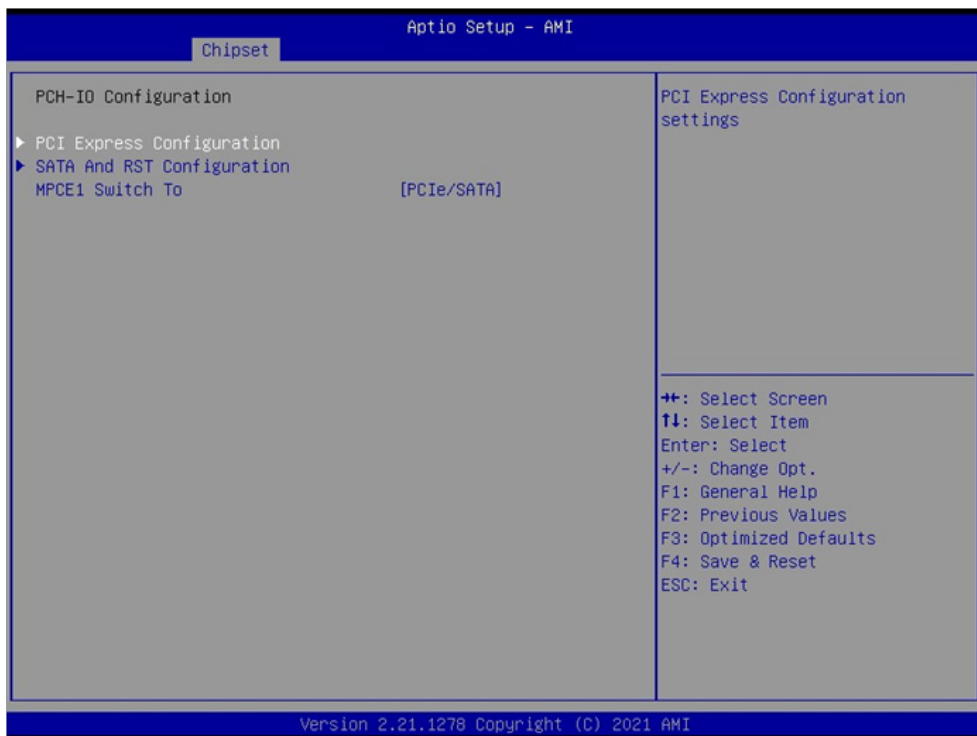 Aptio Setup – AMI
Chipset
PCH-IO Configuration
▶ PCI Express Configuration
▶ SATA And RST Configuration
MPCE1 Switch To [PCIe/SATA]
PCI Express Configuration
settings
→←: Select Screen
↑↓: Select Item
Enter: Select
+/-: Change Opt.
F1: General Help
F2: Previous Values
F3: Optimized Defaults
F4: Save & Reset
ESC: Exit
Version 2.21.1278 Copyright (C) 2021 AMI